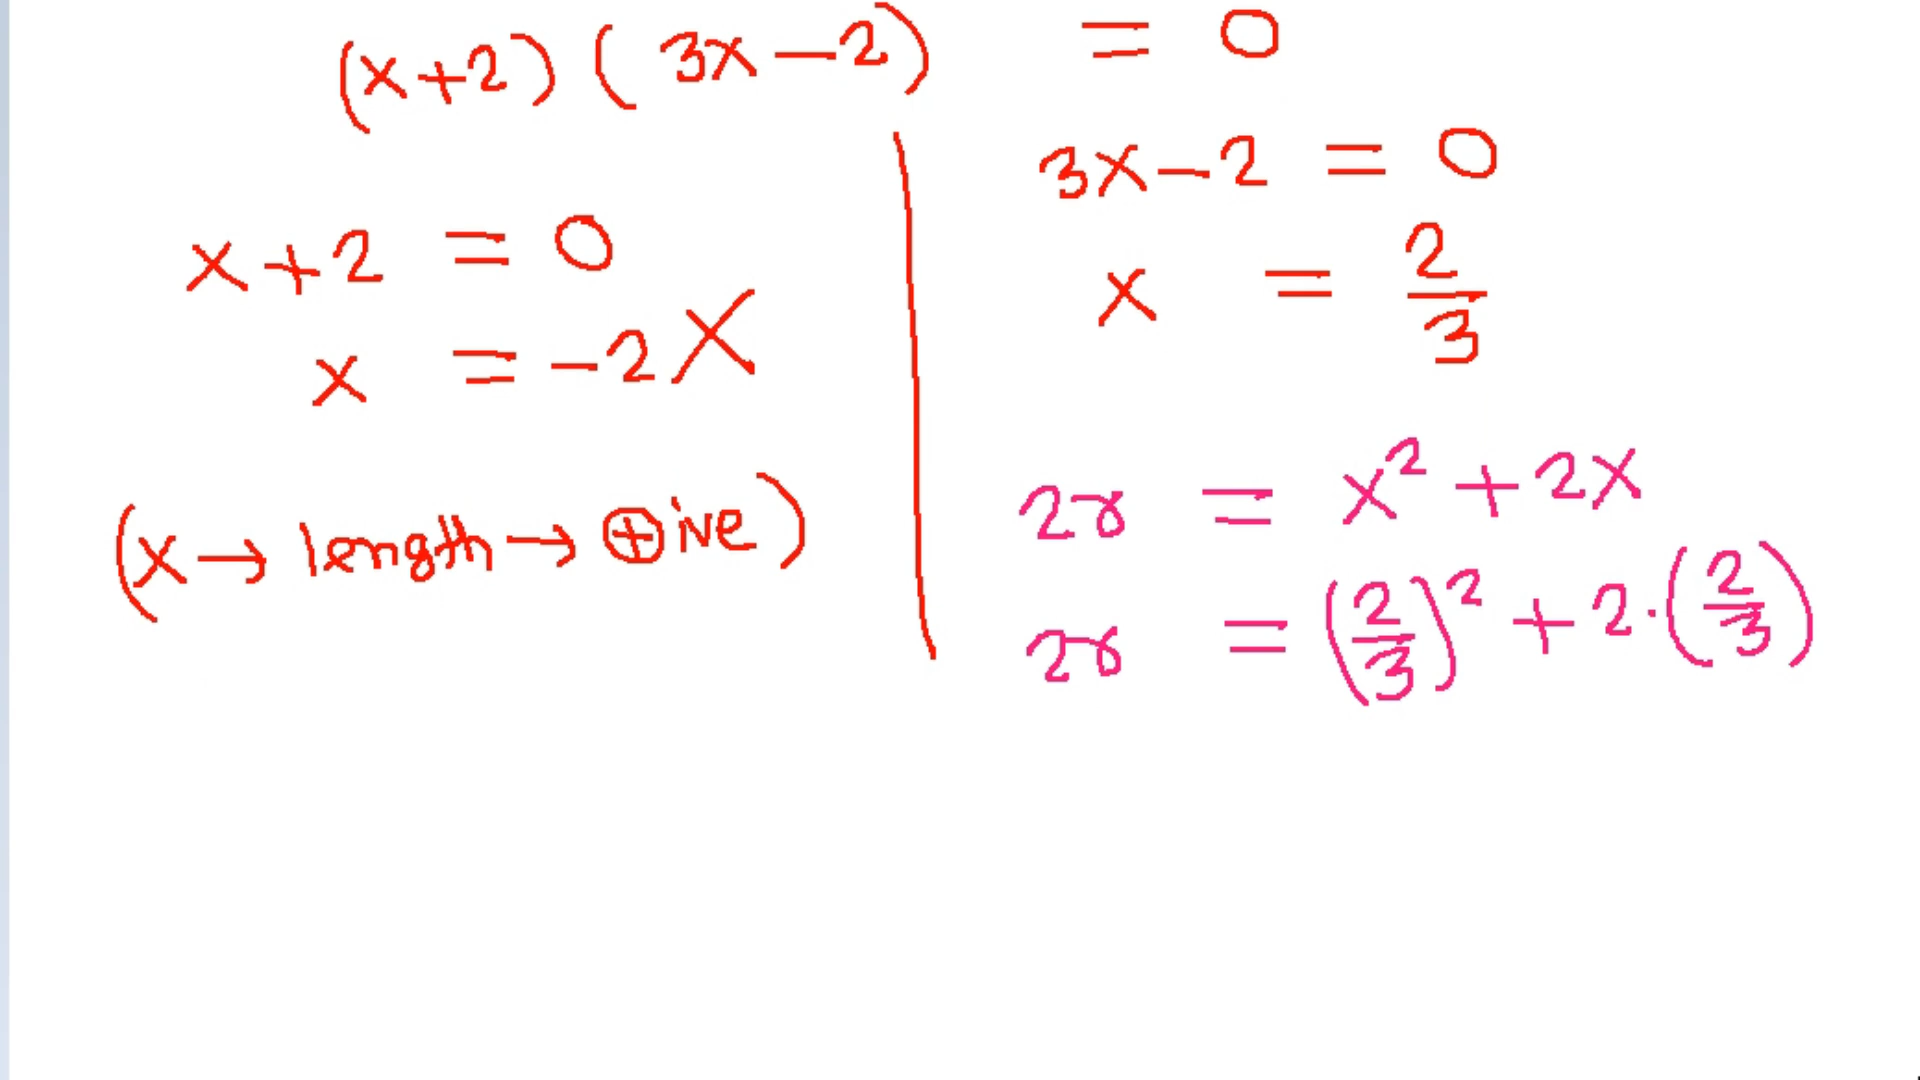 (x+2) (3x-2) = 0
x+2 = 0
x = -2 X
(x → length → ⊕ive)
3x-2 = 0
x = 2/3
2r = x² + 2x
2r = (2/3)² + 2·(2/3)